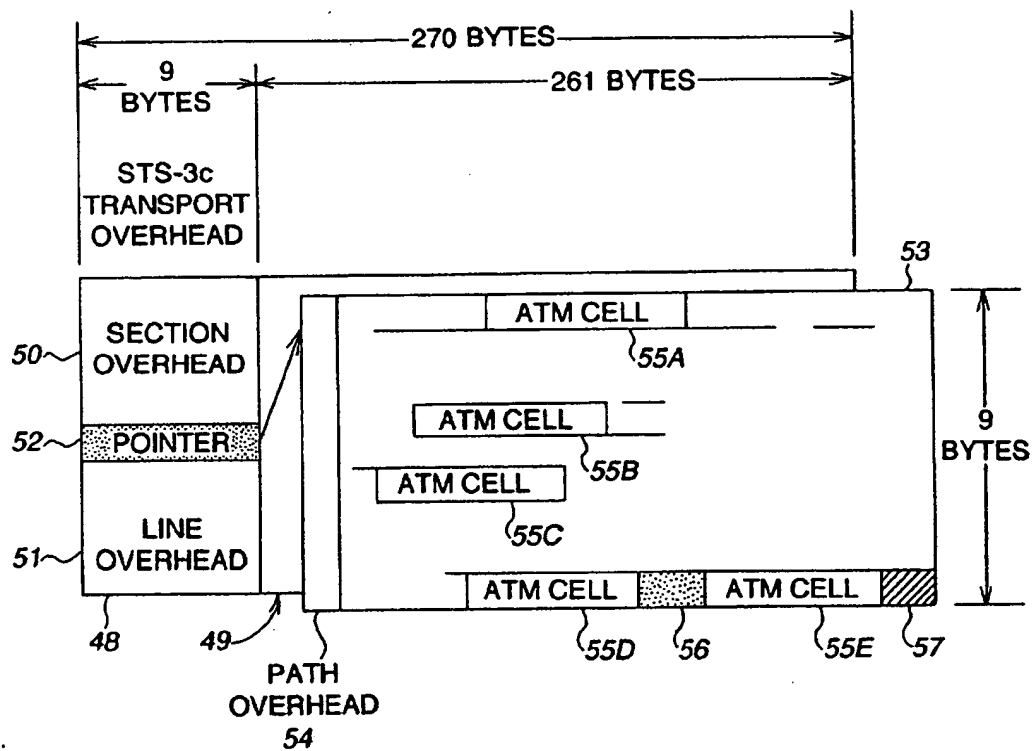 270 BYTES
9
BYTES
261 BYTES
STS-3c
TRANSPORT
OVERHEAD
53
ATM CELL
SECTION
OVERHEAD
50
55A
52
POINTER
ATM CELL
9
BYTES
55B
ATM CELL
55C
LINE
OVERHEAD
51
ATM CELL
ATM CELL
48
49
55D
56
55E
57
PATH
OVERHEAD
54